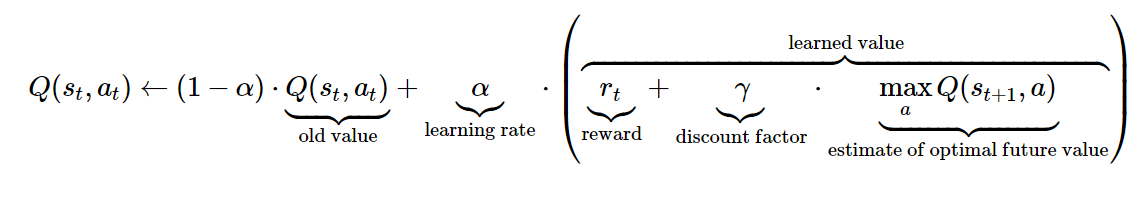 learned value
Q(s_t, a_t) ← (1 − α) · Q(s_t, a_t) + α · ( r_t + γ · max_a Q(s_{t+1}, a) )
old value learning rate reward discount factor estimate of optimal future value